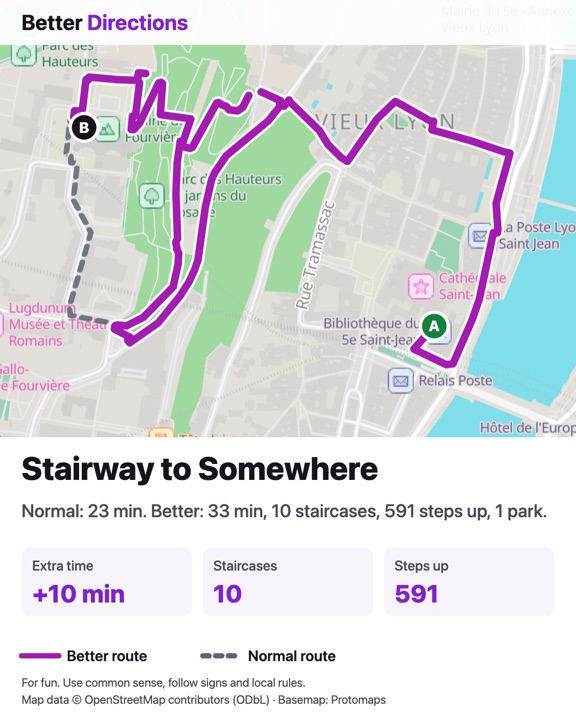 Better Directions
Mairie du 5e - Annexe
Vieux Lyon
Parc des
Hauteurs
B
Fourvière
VIEUX LYON
Parc des Hauteurs
jardins du
Rosaire
Rue Tramassac
La Poste Lyon
Saint Jean
Cathédrale
Saint-Jean
Lugdunum
Musée et Théât
Romains
Bibliothèque du
5e Saint-Jean
A
Gallo-
e Fourvière
Relais Poste
Hôtel de l'Europ
Stairway to Somewhere
Normal: 23 min. Better: 33 min, 10 staircases, 591 steps up, 1 park.
Extra time
+10 min
Staircases
10
Steps up
591
Better route
Normal route
For fun. Use common sense, follow signs and local rules.
Map data © OpenStreetMap contributors (ODbL) · Basemap: Protomaps